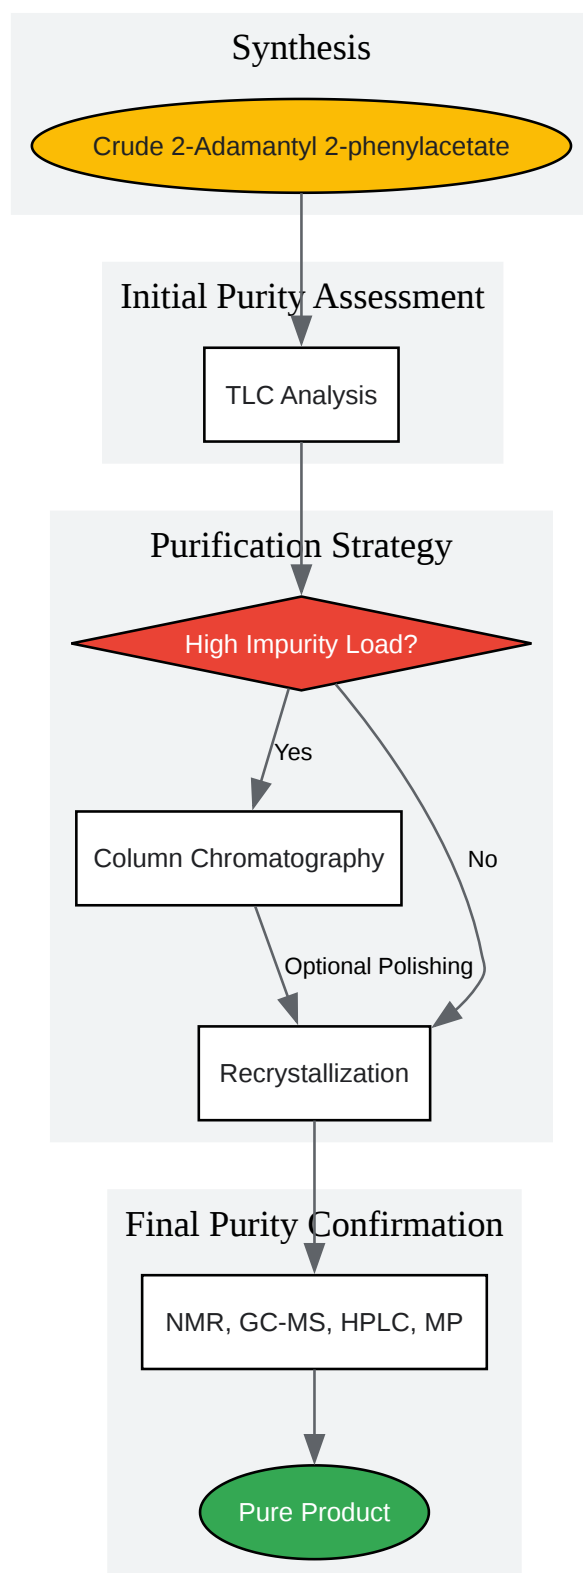 Synthesis
Crude 2-Adamantyl 2-phenylacetate
Initial Purity Assessment
TLC Analysis
Purification Strategy
High Impurity Load?
Yes
Column Chromatography
No
Optional Polishing
Recrystallization
Final Purity Confirmation
NMR, GC-MS, HPLC, MP
Pure Product